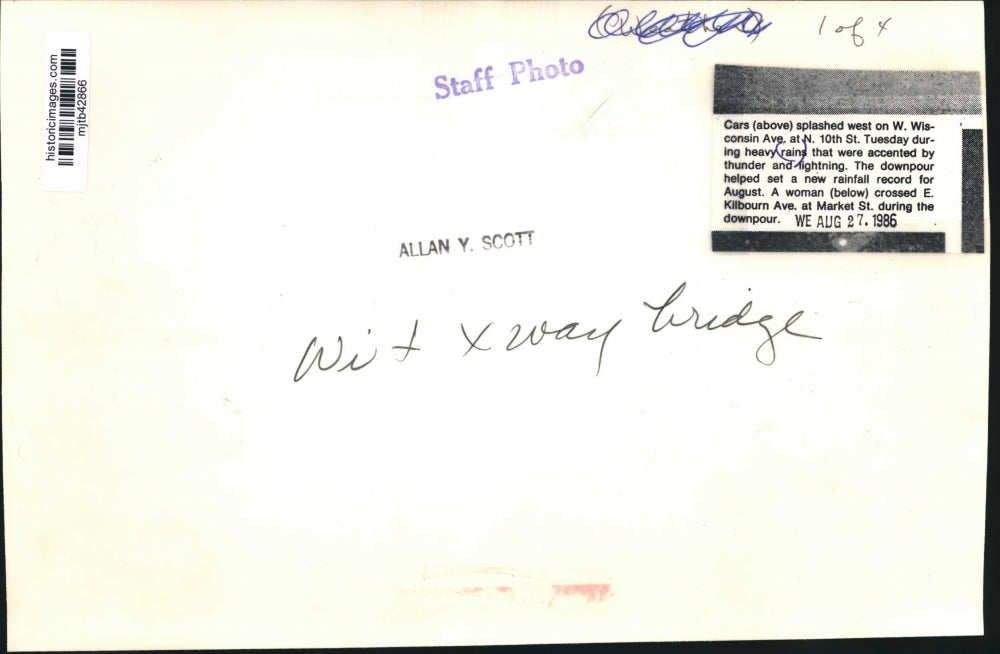 1 of 4
Staff Photo
historicimages.com
mjtb42866
Cars (above) splashed west on W. Wis-
consin Ave. at N. 10th St. Tuesday dur-
ing heavy rains that were accented by
thunder and lightning. The downpour
helped set a new rainfall record for
August. A woman (below) crossed E.
Kilbourn Ave. at Market St. during the
downpour. WE AUG 27.1986
ALLAN Y. SCOTT
Wi + xway bridge